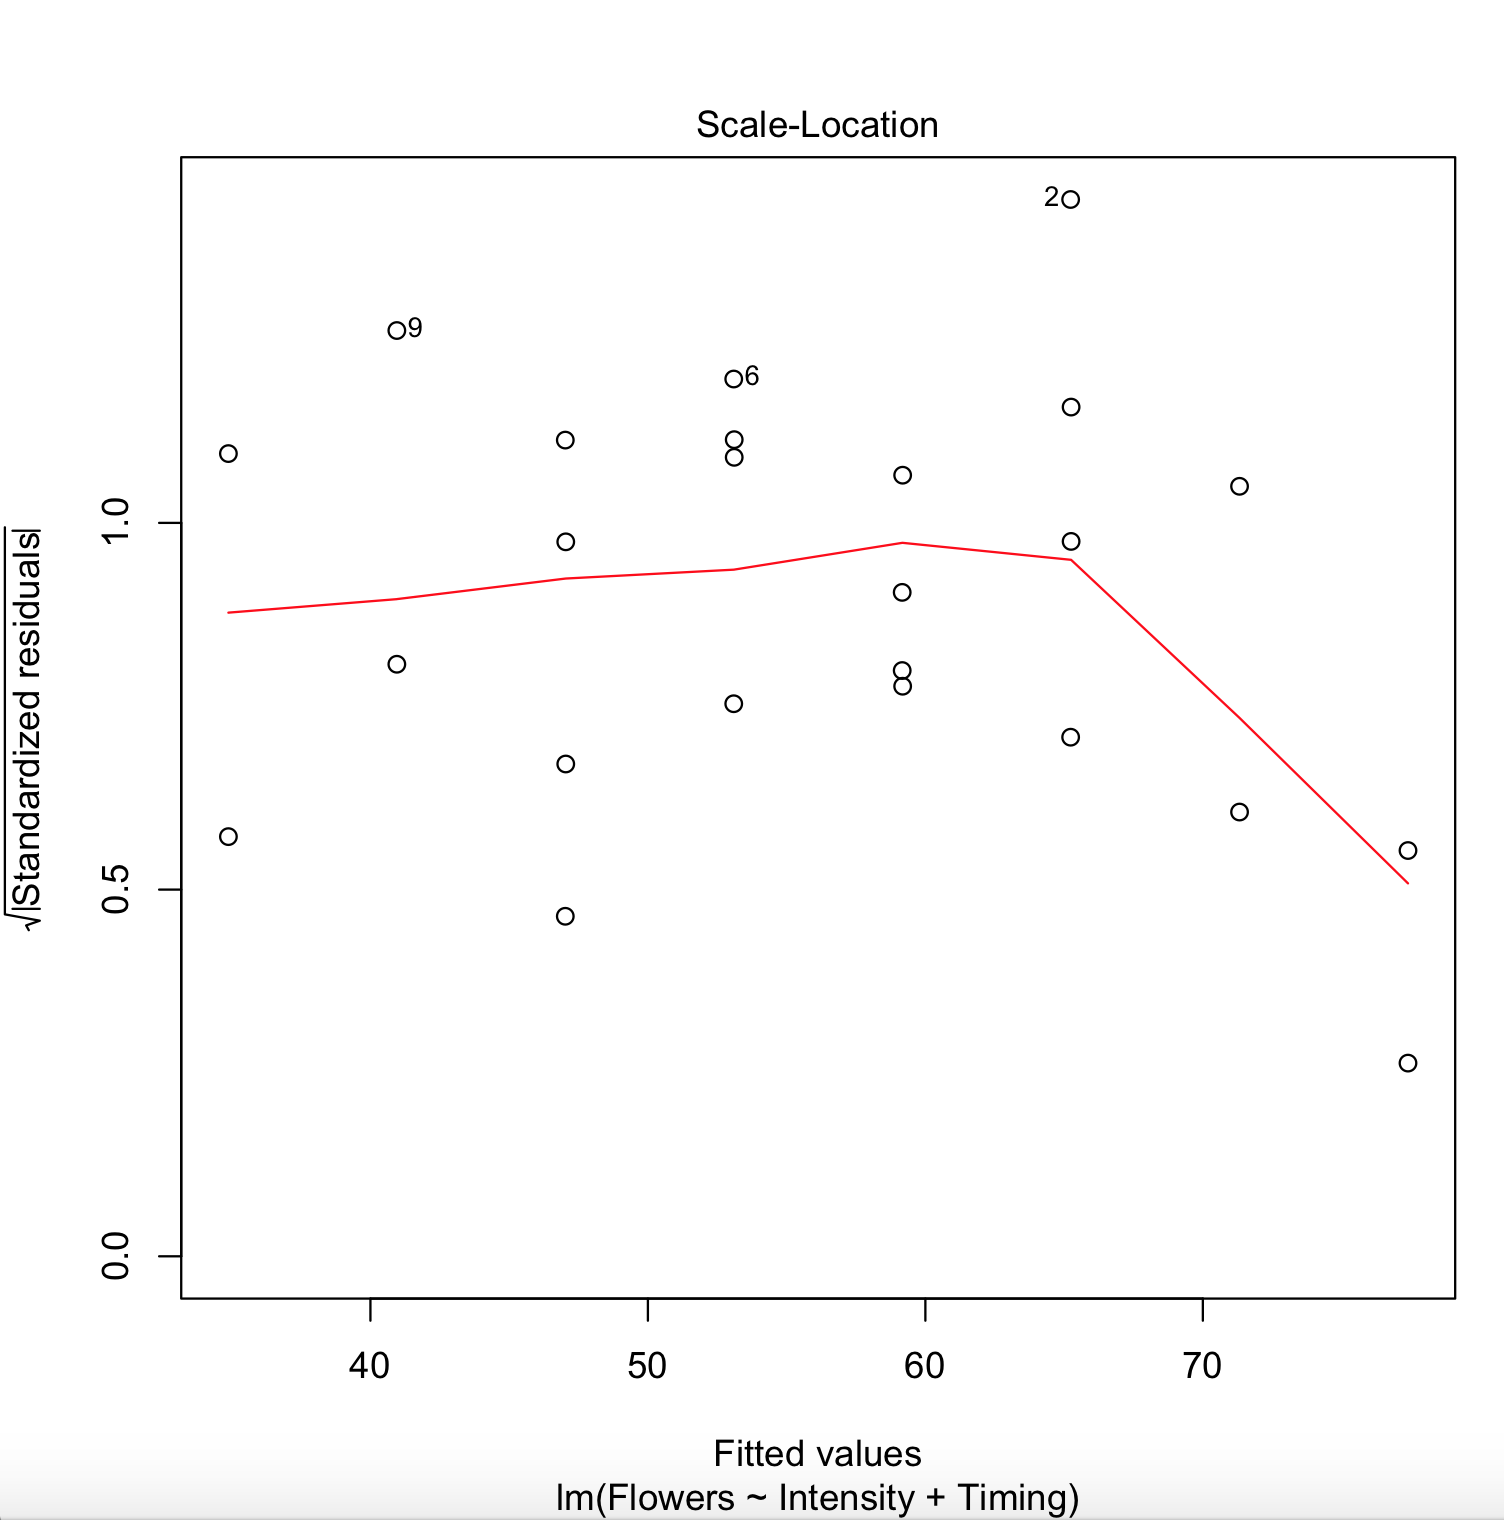 Scale-Location
2
9
6
√|Standardized residuals|
1.0
0.5
0.0
40 50 60 70
Fitted values
lm(Flowers ~ Intensity + Timing)